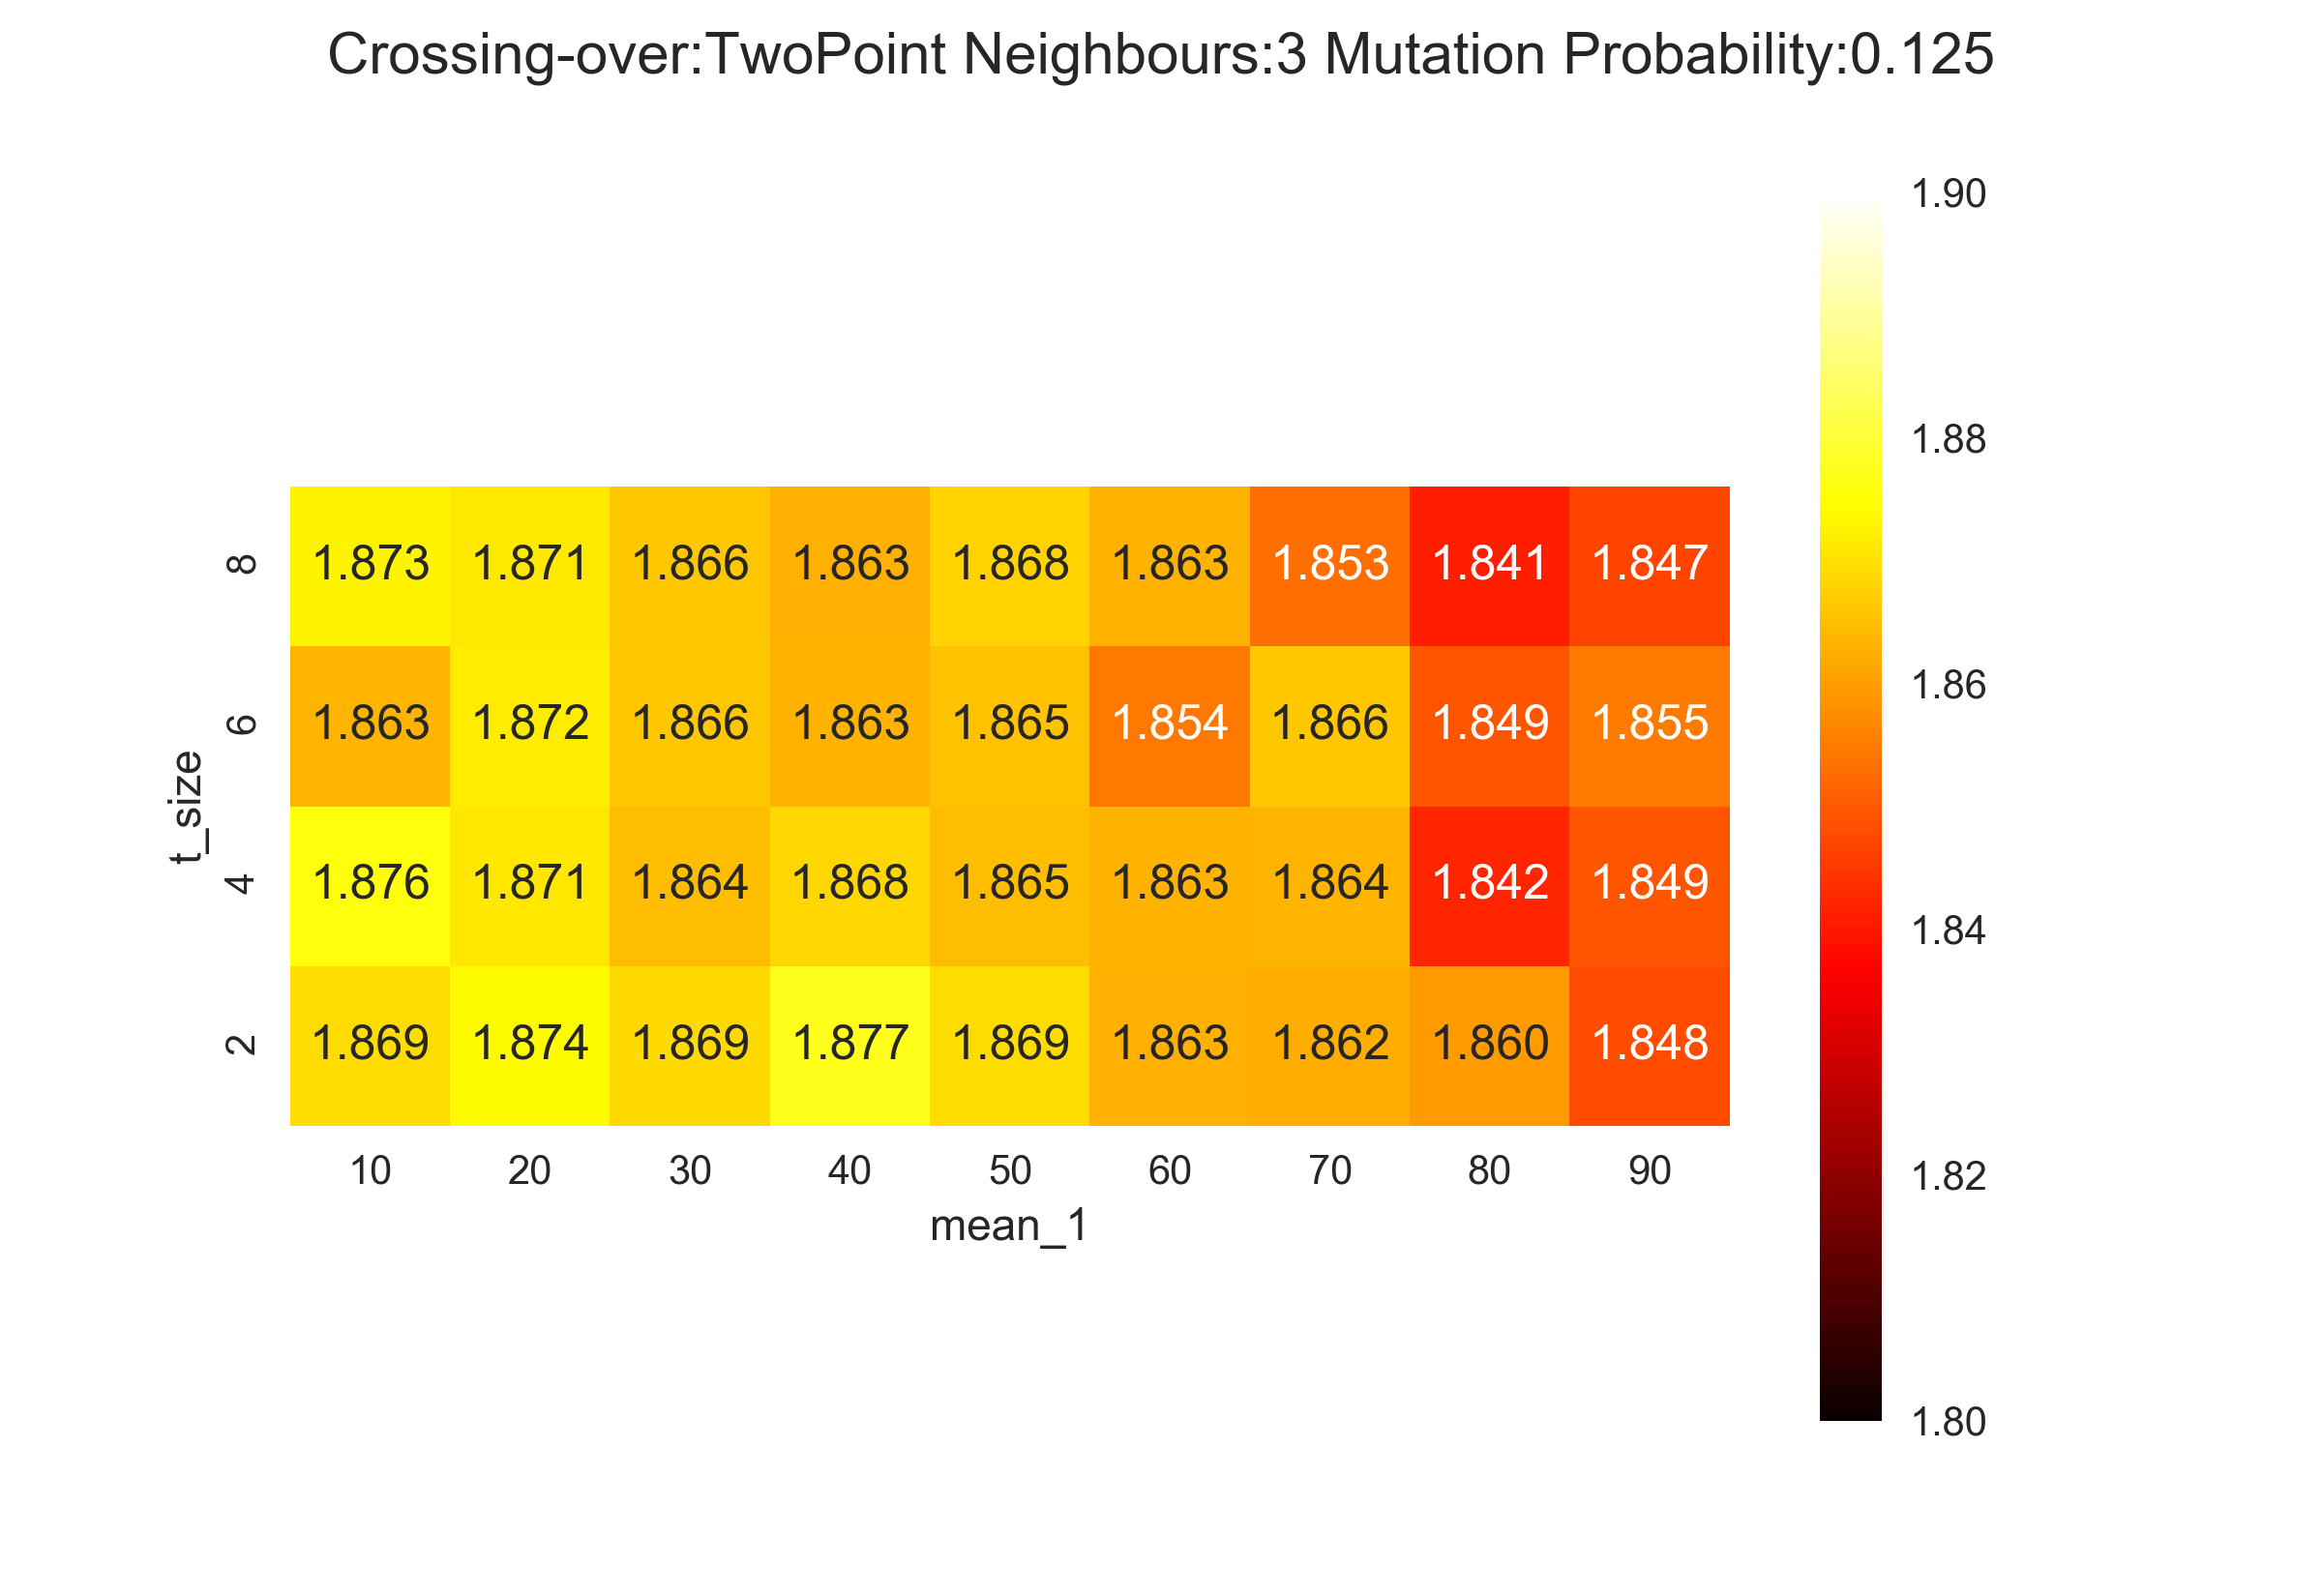 Crossing-over:TwoPoint Neighbours:3 Mutation Probability:0.125
1.90
1.88
1.86
1.84
1.82
1.80
t_size
8 1.873 1.871 1.866 1.863 1.868 1.863 1.853 1.841 1.847
6 1.863 1.872 1.866 1.863 1.865 1.854 1.866 1.849 1.855
4 1.876 1.871 1.864 1.868 1.865 1.863 1.864 1.842 1.849
2 1.869 1.874 1.869 1.877 1.869 1.863 1.862 1.860 1.848
10 20 30 40 50 60 70 80 90
mean_1